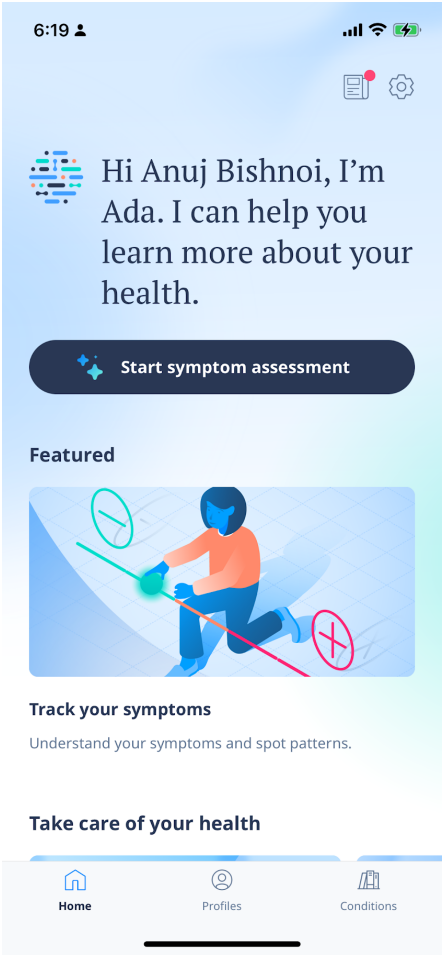 6:19
Hi Anuj Bishnoi, I’m
Ada. I can help you
learn more about your
health.
Start symptom assessment
Featured
Track your symptoms
Understand your symptoms and spot patterns.
Take care of your health
Home
Profiles
Conditions